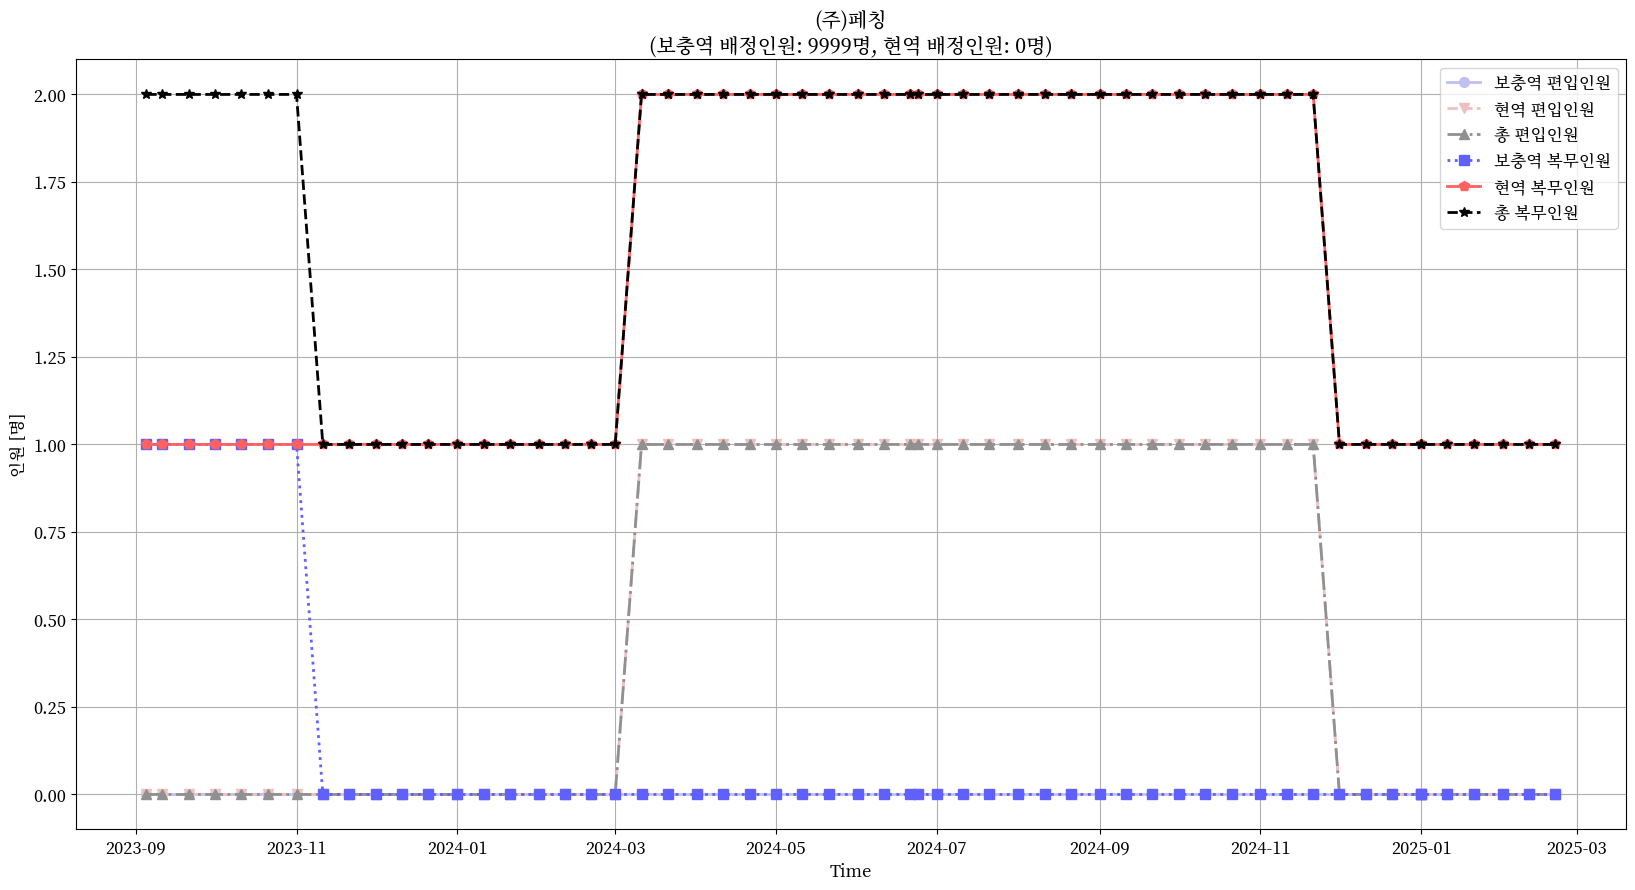 (주)페칭
(보충역 배정인원: 9999명, 현역 배정인원: 0명)
보충역 편입인원
현역 편입인원
총 편입인원
보충역 복무인원
현역 복무인원
총 복무인원
인원 [명]
2.00
1.75
1.50
1.25
1.00
0.75
0.50
0.25
0.00
2023-09 2023-11 2024-01 2024-03 2024-05 2024-07 2024-09 2024-11 2025-01 2025-03
Time